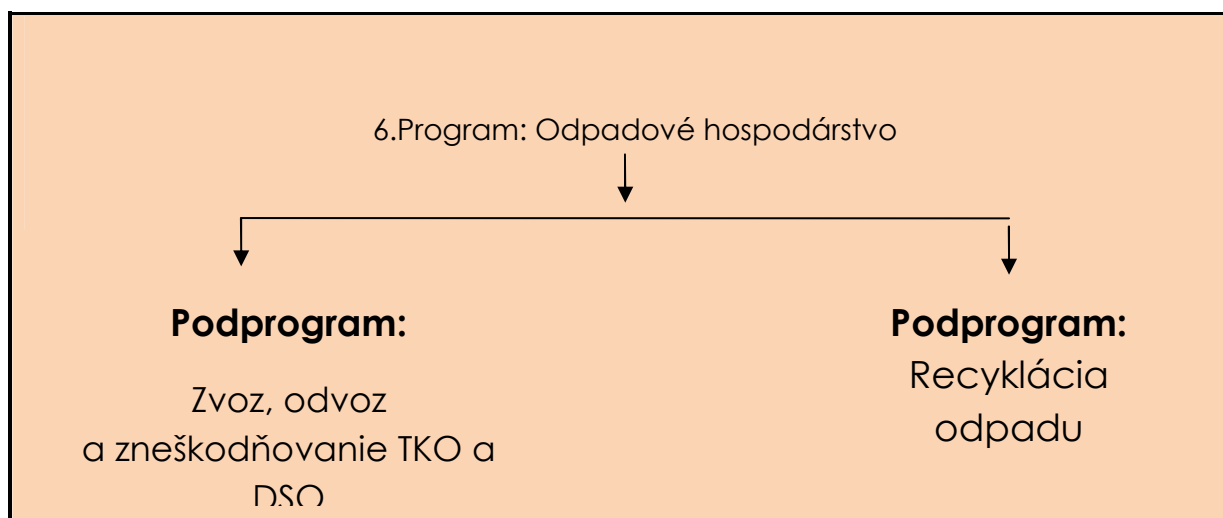 6.Program: Odpadové hospodárstvo
Podprogram:
Zvoz, odvoz
a zneškodňovanie TKO a
DSO
Podprogram:
Recyklácia
odpadu